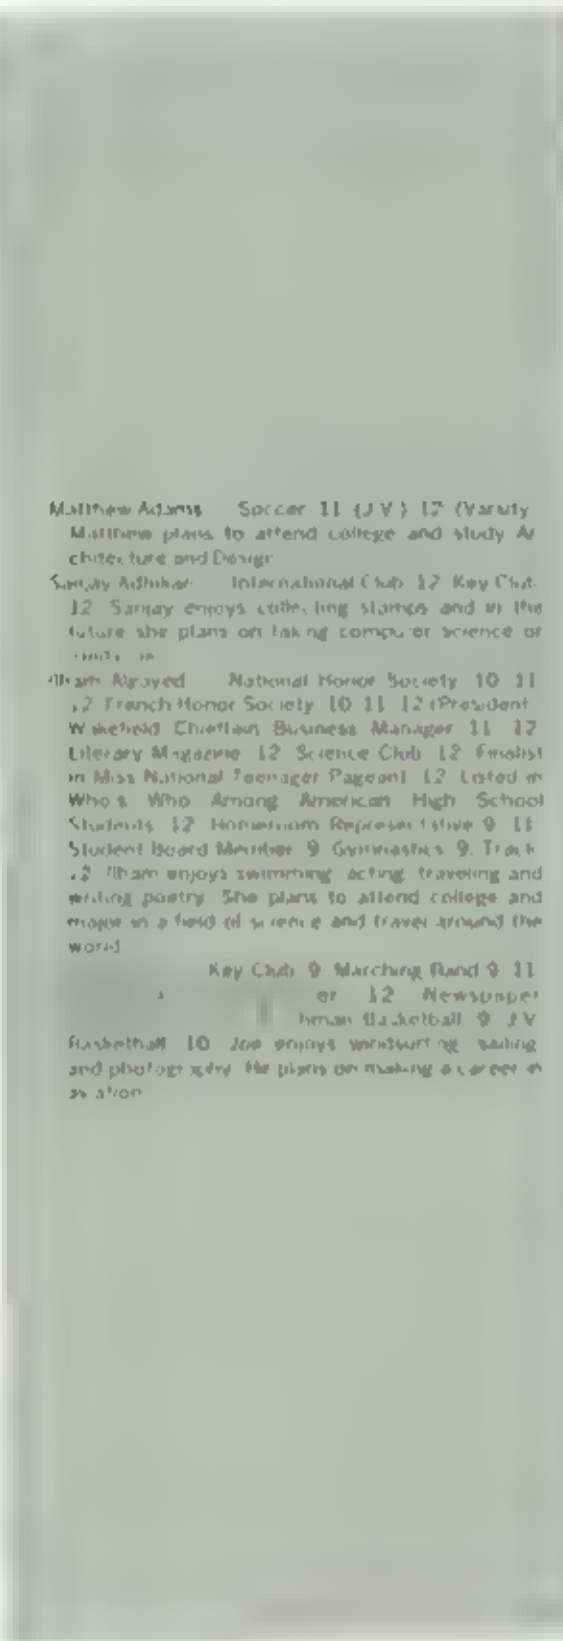 Matthew Adams Soccer 11 (J V ) 12 (Varsity
Matthew plans to attend college and study Ar
chitecture and Design
Sanjay International Club 12 Key Club
12 Sanjay enjoys collecting stamps and in the
future she plans on taking computer science or
National Honor Society 10 11
12 French Honor Society 10 11 12 (President
Wakefield Chieftain Business Manager 11 12
Literary Magazine 12 Science Club 12 Finalist
in Miss National Teenager Pageant 12 Listed in
Who s Who Among American High School
Students 12 Homeroom Representative 9 11
Student Board Member 9 Gymnastics 9. Track
12 Ilham enjoys swimming acting, traveling and
writing poetry She plans to attend college and
major in a field of science and travel around the
world
Key Club 9 Marching Band 9 11
er 12 Newspaper
hman Basketball 9 J V
Basketball 10 Joe enjoys windsurfing sailing
and photography He plans on making a career in
aviation